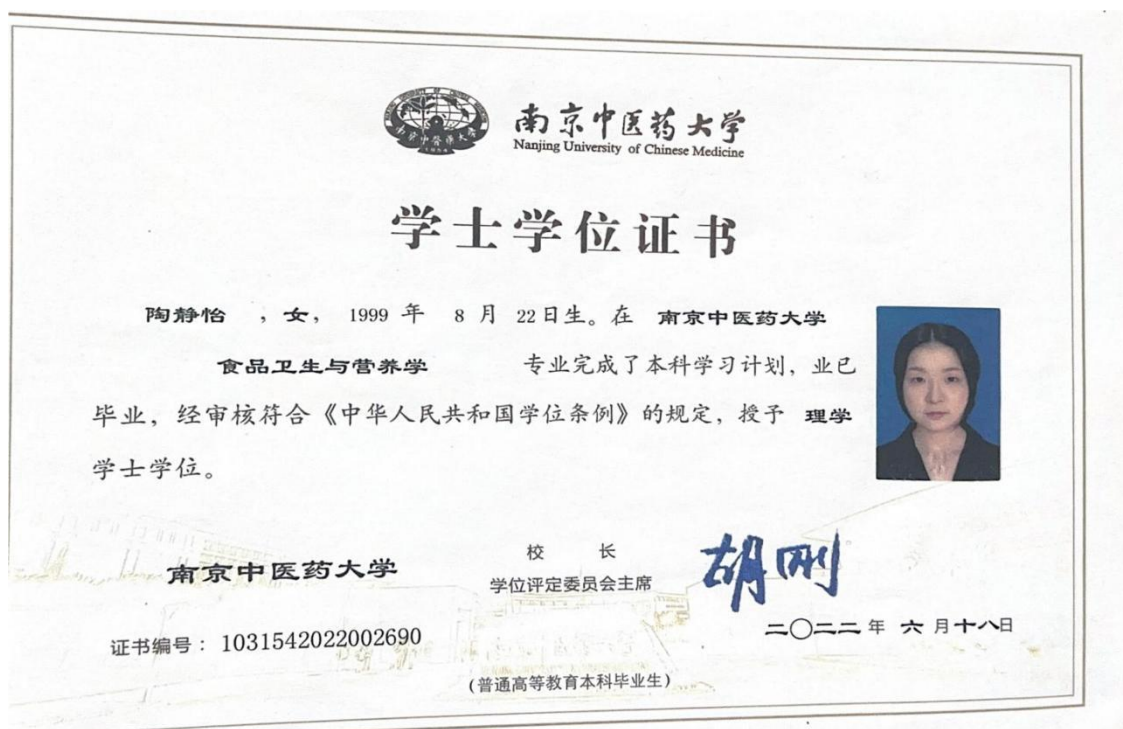 南京中医药大学
Nanjing University of Chinese Medicine
学士学位证书
陶静怡 ，女， 1999 年 8 月 22日生。在 南京中医药大学
食品卫生与营养学 专业完成了本科学习计划，业已
毕业，经审核符合《中华人民共和国学位条例》的规定，授予 理学
学士学位。
南京中医药大学
校 长
学位评定委员会主席
胡刚
证书编号：1031542022002690
二〇二二年 六 月十八日
(普通高等教育本科毕业生)